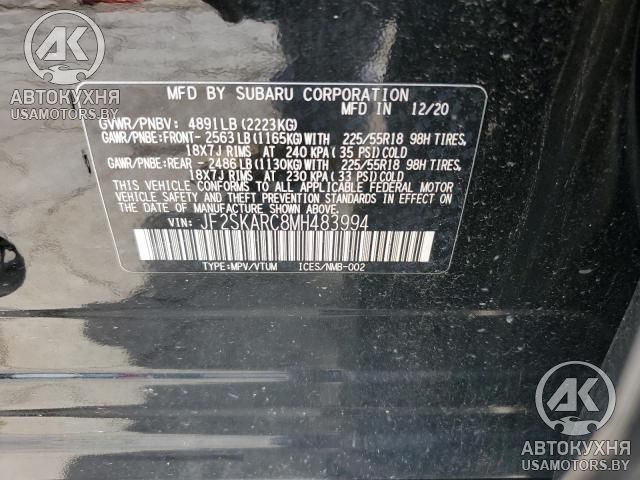 АК
АВТОКУХНЯ
USAMOTORS.BY
MFD BY SUBARU CORPORATION
MFD IN 12/20
GVWR/PNBV: 4891LB(2223KG)
GAWR/PNBE:FRONT-2563LB(1165KG)WITH 225/55R18 98H TIRES,
18X7J RIMS AT 240 KPA(35 PSI)COLD
GAWR/PNBE:REAR -2486LB(1130KG)WITH 225/55R18 98H TIRES,
18X7J RIMS AT 230 KPA(33 PSI)COLD
THIS VEHICLE CONFORMS TO ALL APPLICABLE FEDERAL MOTOR
VEHICLE SAFETY AND THEFT PREVENTION STANDARDS IN
EFFECT ON THE DATE OF MANUFACTURE SHOWN ABOVE.
VIN: JF2SKARC8MH483994
TYPE:MPV/VTUM ICES/NMB-002
АК
АВТОКУХНЯ
USAMOTORS.BY